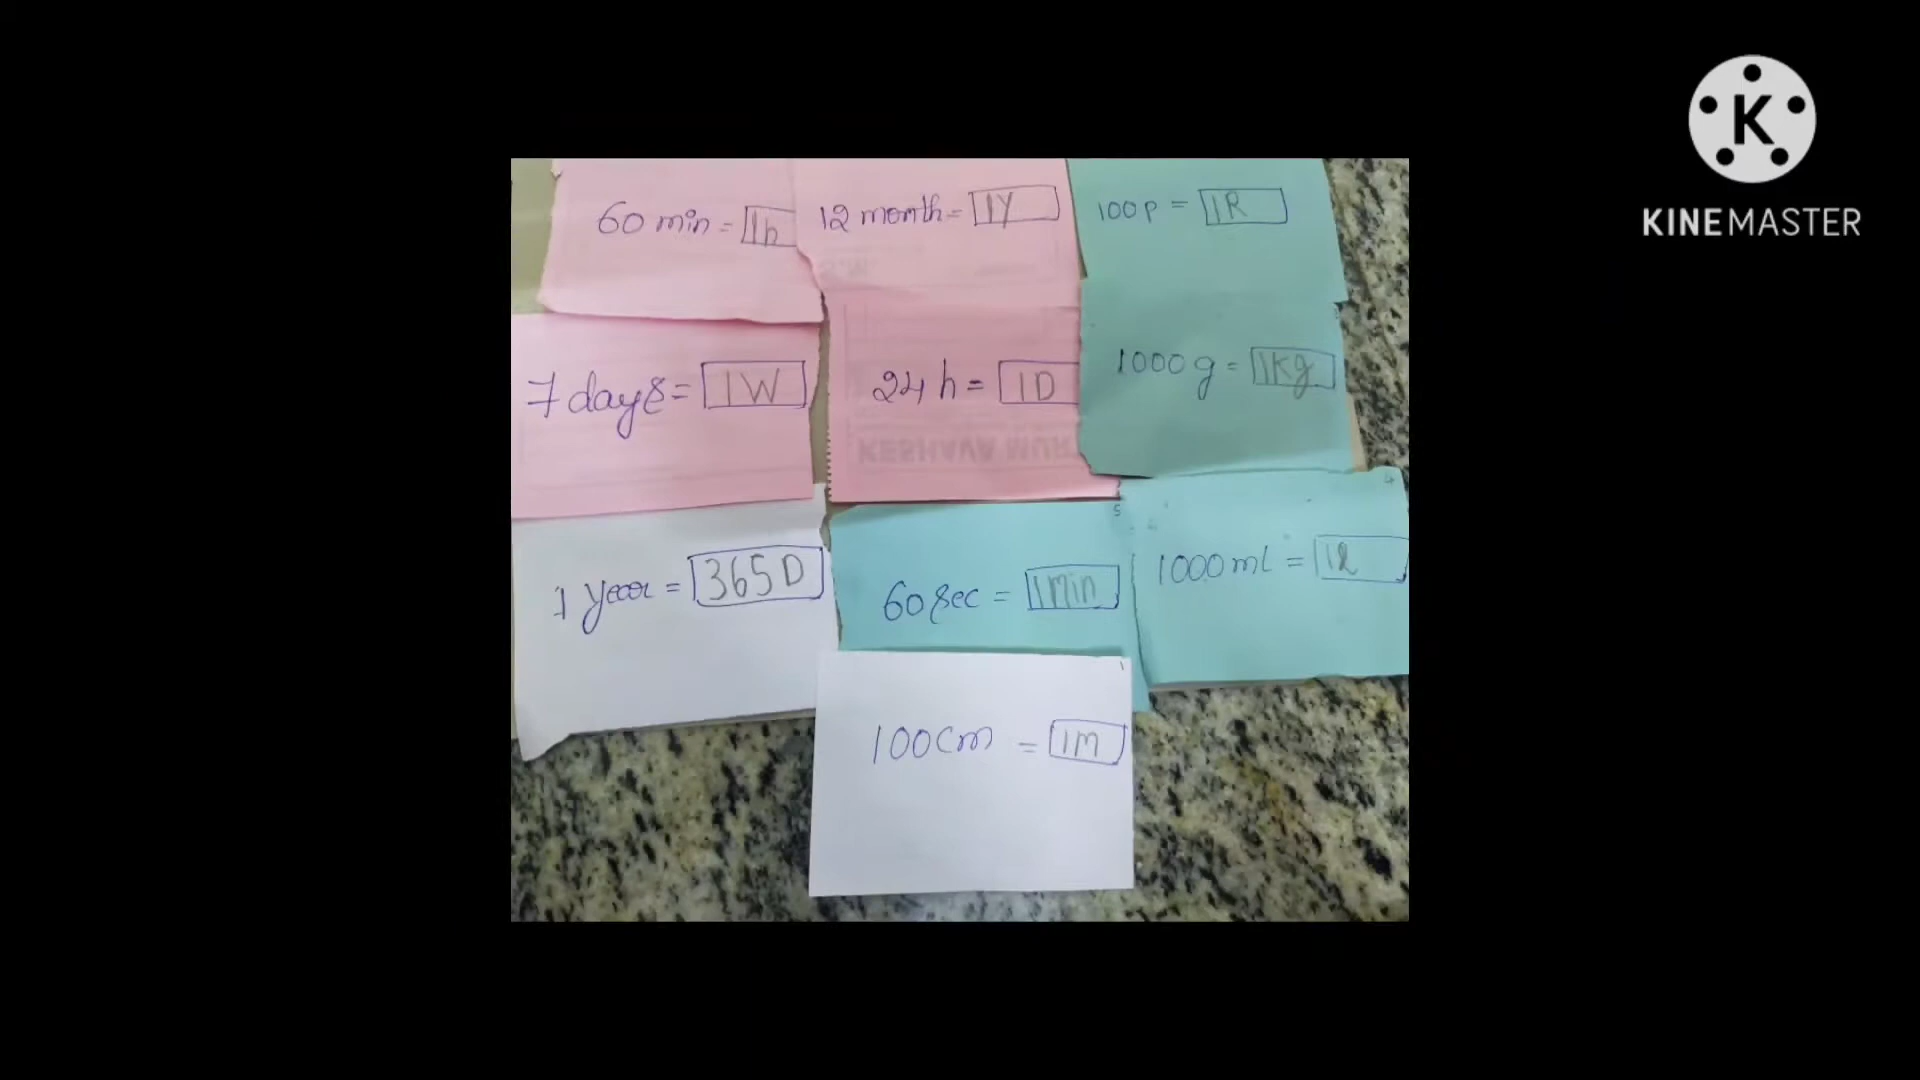 60 min = 1h
12 month = 1Y
100 p = 1R
7 days = 1W
24 h = 1D
1000 g = 1Kg
1 year = 365D
60 sec = 1Min
1000 ml = 1l
100 cm = 1M
KINEMASTER